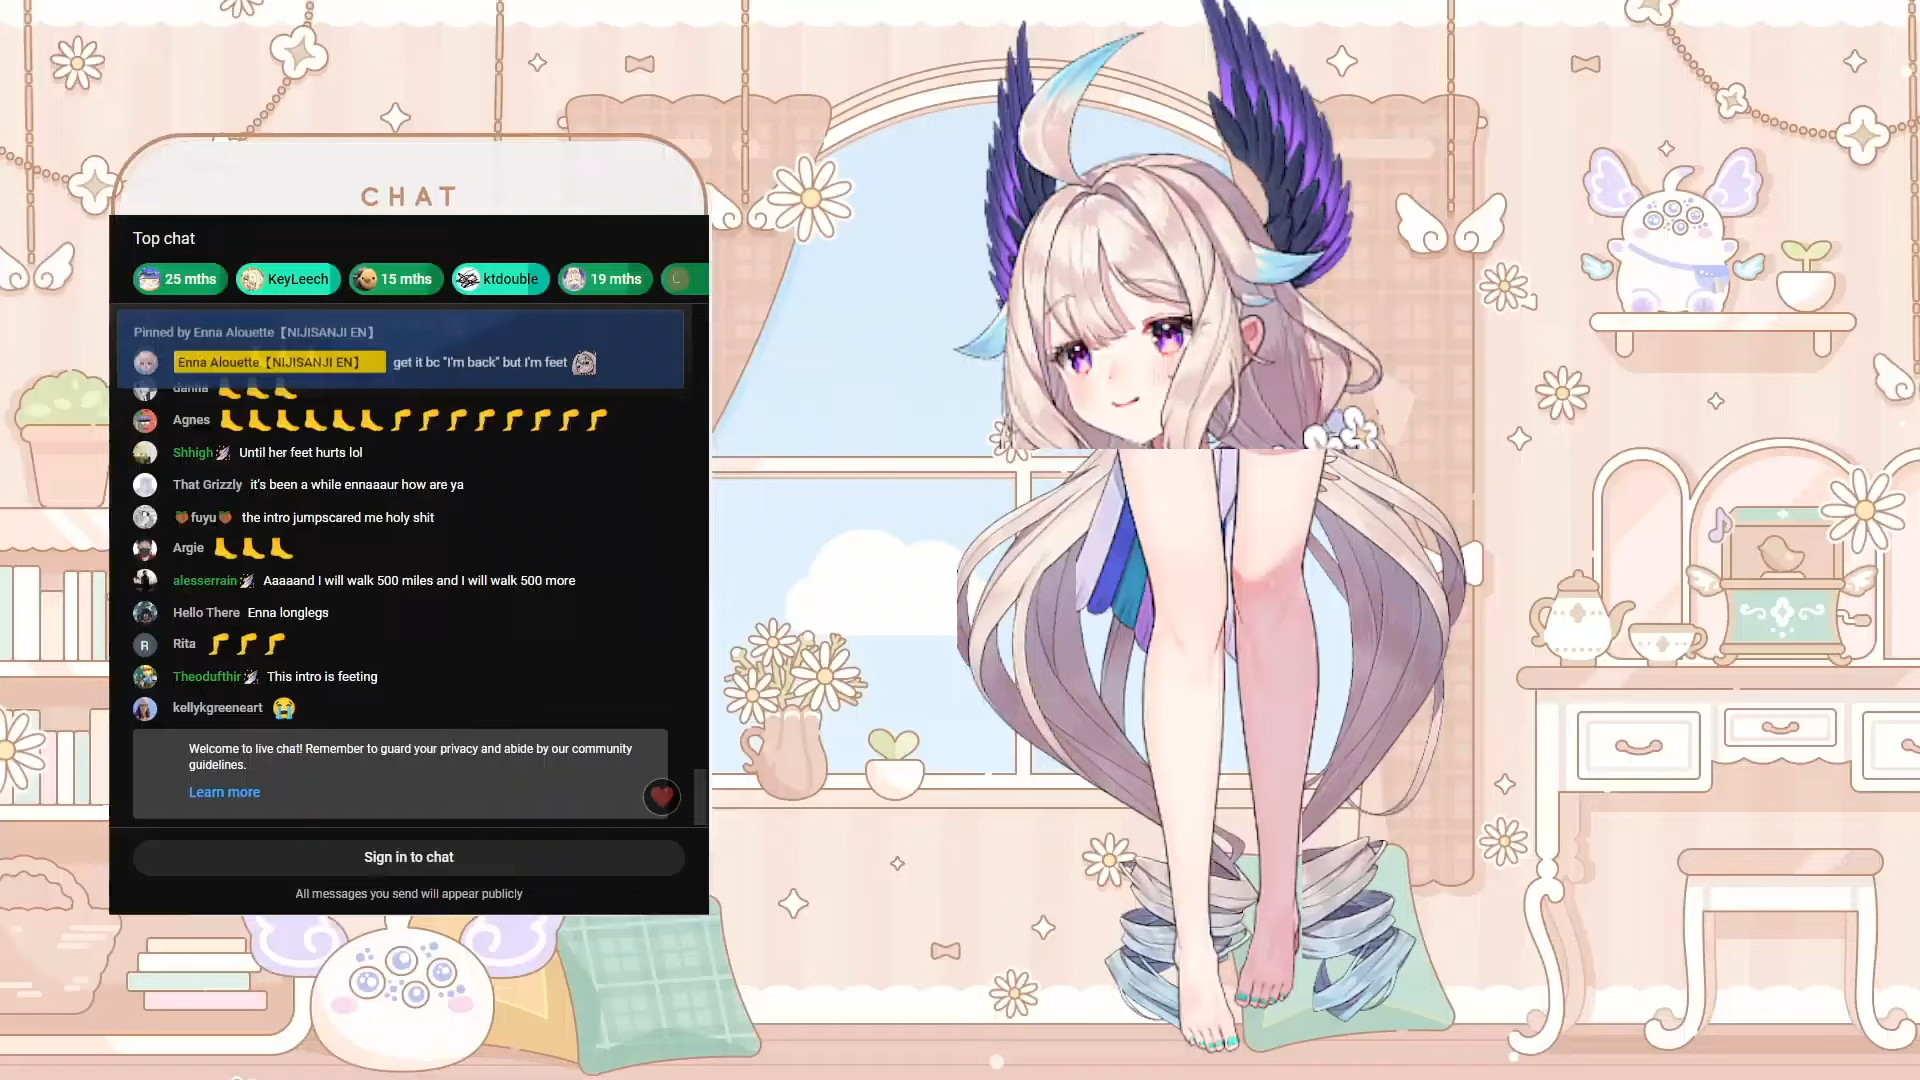 CHAT
Top chat
25 mths
KeyLeech
15 mths
ktdouble
19 mths
Pinned by Enna Alouette【NIJISANJI EN】
Enna Alouette【NIJISANJI EN】 get it bc "I'm back" but I'm feet
danna 🦶🦶🦶
Agnes 🦶🦶🦶🦶🦶🦶🦵🦵🦵🦵🦵🦵🦵🦵
Shhigh Until her feet hurts lol
That Grizzly it's been a while ennaaaur how are ya
fuyu the intro jumpscared me holy shit
Argie 🦶🦶🦶
alesserrain Aaaaand I will walk 500 miles and I will walk 500 more
Hello There Enna longlegs
R
Rita 🦵🦵🦵
Theodufthir This intro is feeting
kellykgreeneart 😭
Welcome to live chat! Remember to guard your privacy and abide by our community
guidelines.
Learn more
Sign in to chat
All messages you send will appear publicly